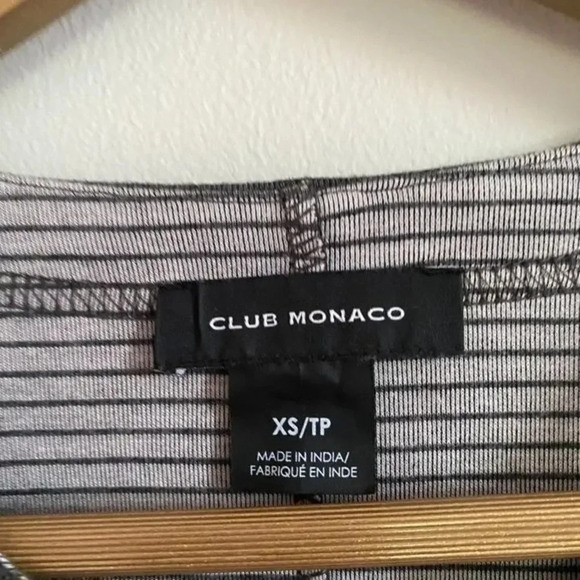 CLUB MONACO
XS/TP
MADE IN INDIA/
FABRIQUÉ EN INDE